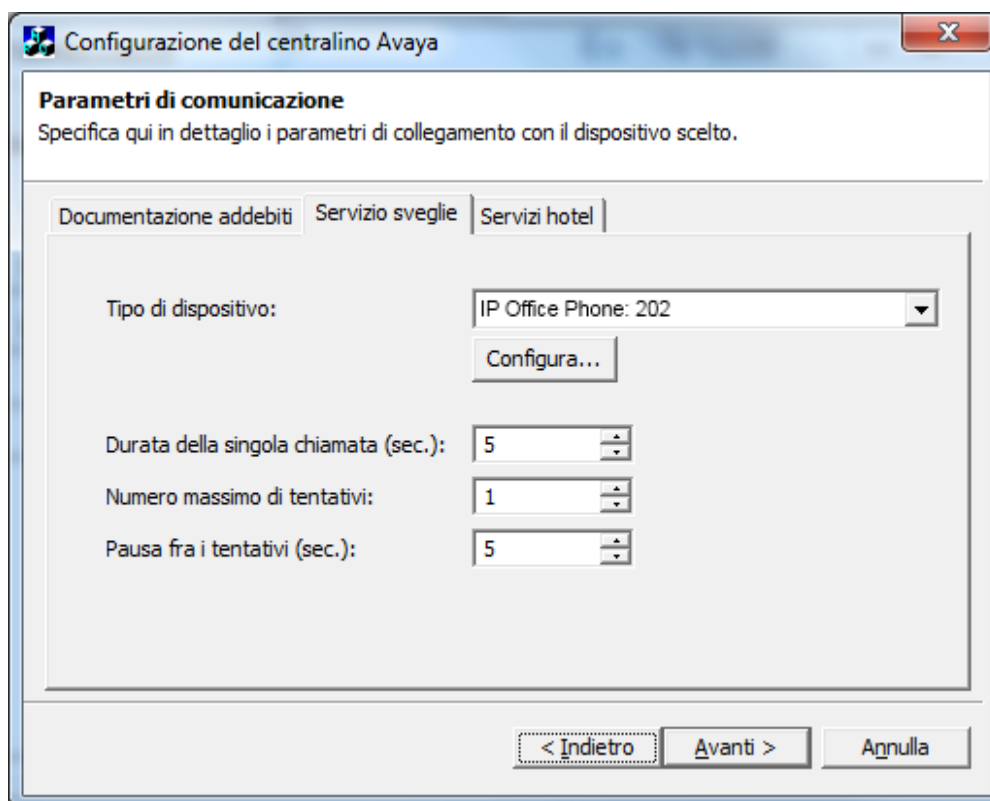 Configurazione del centralino Avaya
Parametri di comunicazione
Specifica qui in dettaglio i parametri di collegamento con il dispositivo scelto.
Documentazione addebiti Servizio sveglie Servizi hotel
Tipo di dispositivo: IP Office Phone: 202
Configura...
Durata della singola chiamata (sec.): 5
Numero massimo di tentativi: 1
Pausa fra i tentativi (sec.): 5
< Indietro Avanti > Annulla